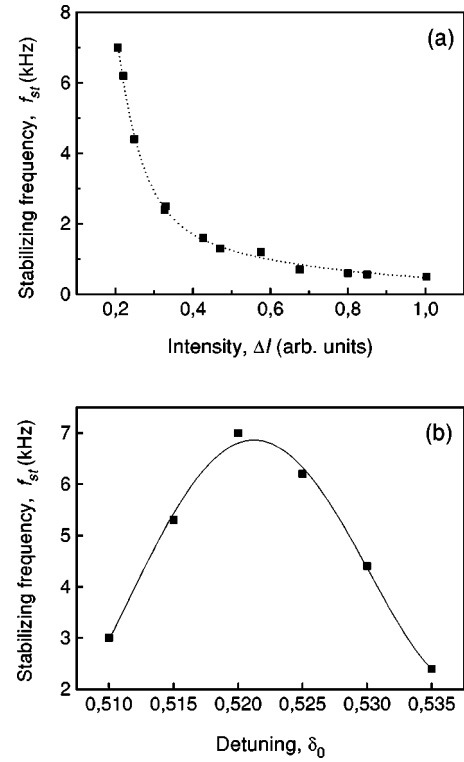 (a)
Stabilizing frequency, f_st (kHz)
8
6
4
2
0
0,2 0,4 0,6 0,8 1,0
Intensity, ΔI (arb. units)
(b)
Stabilizing frequency, f_st (kHz)
7
6
5
4
3
2
0,510 0,515 0,520 0,525 0,530 0,535
Detuning, δ₀